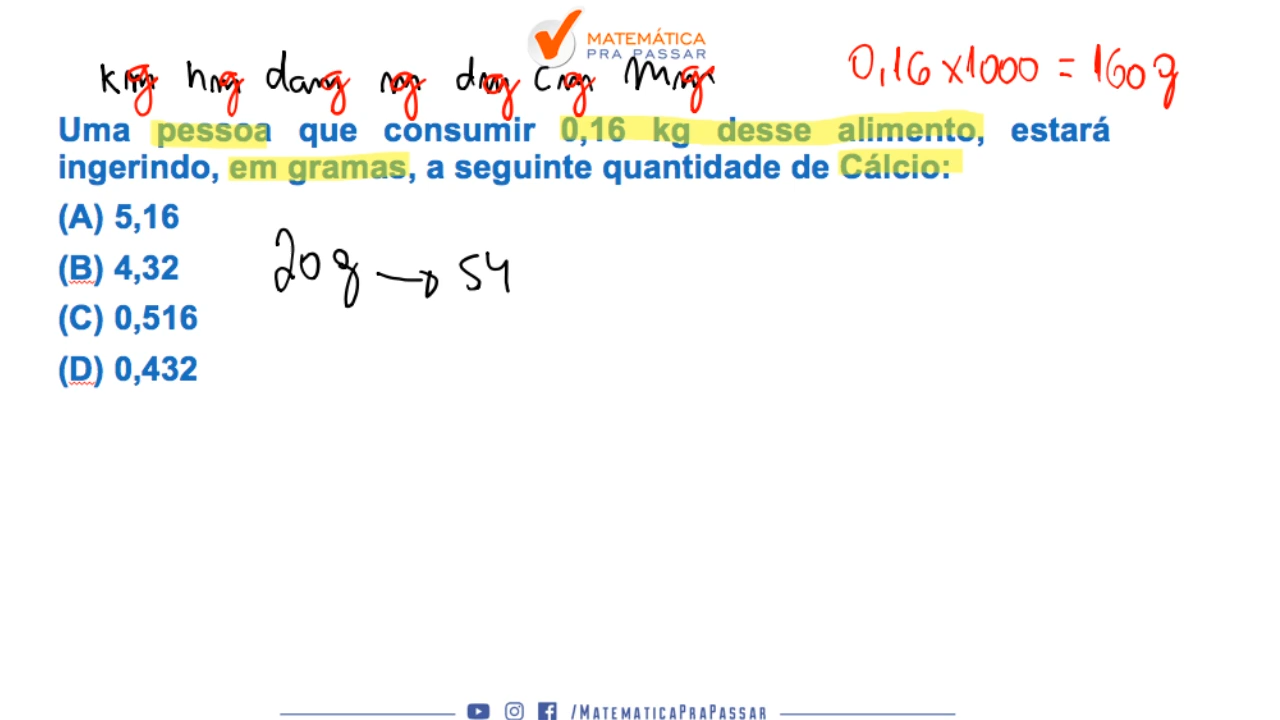 MATEMÁTICA
PRA PASSAR
0,16 x 1000 = 160 g
Uma pessoa que consumir 0,16 kg desse alimento, estará
ingerindo, em gramas, a seguinte quantidade de Cálcio:
(A) 5,16
(B) 4,32
(C) 0,516
(D) 0,432
20 g → 54
/MATEMATICAPRAPASSAR